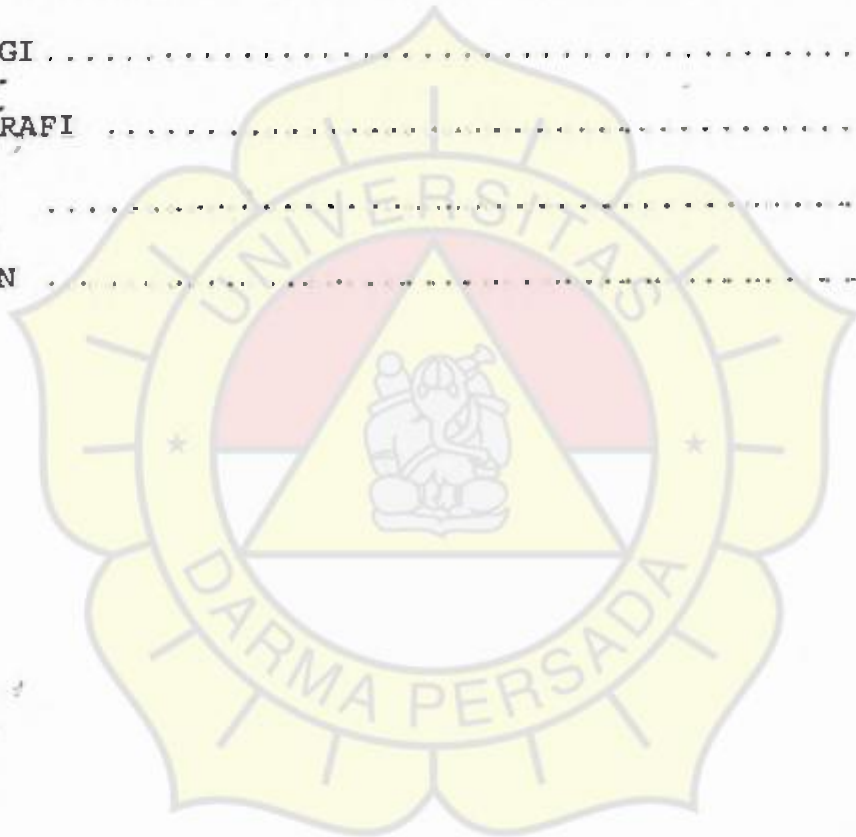 GI ....................................................
RAFI ................................................
...................................................
N ...................................................
UNIVERSITAS
DARMA PERSADA